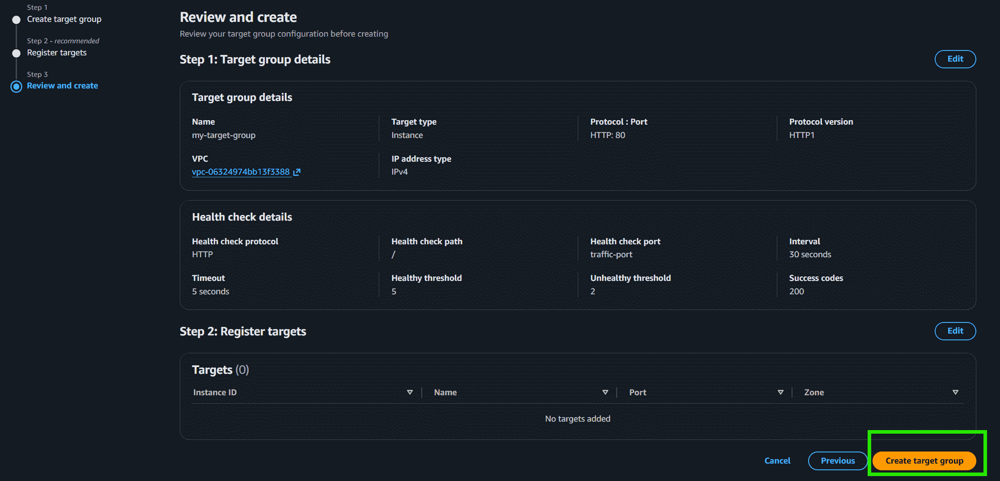 Step 1
Create target group
Step 2 - recommended
Register targets
Step 3
Review and create
Review and create
Review your target group configuration before creating
Step 1: Target group details
Edit
Target group details
Name
my-target-group
Target type
Instance
Protocol : Port
HTTP: 80
Protocol version
HTTP1
VPC
vpc-06324974bb13f3388
IP address type
IPv4
Health check details
Health check protocol
HTTP
Health check path
/
Health check port
traffic-port
Interval
30 seconds
Timeout
5 seconds
Healthy threshold
5
Unhealthy threshold
2
Success codes
200
Step 2: Register targets
Edit
Targets (0)
Instance ID
Name
Port
Zone
No targets added
Cancel
Previous
Create target group